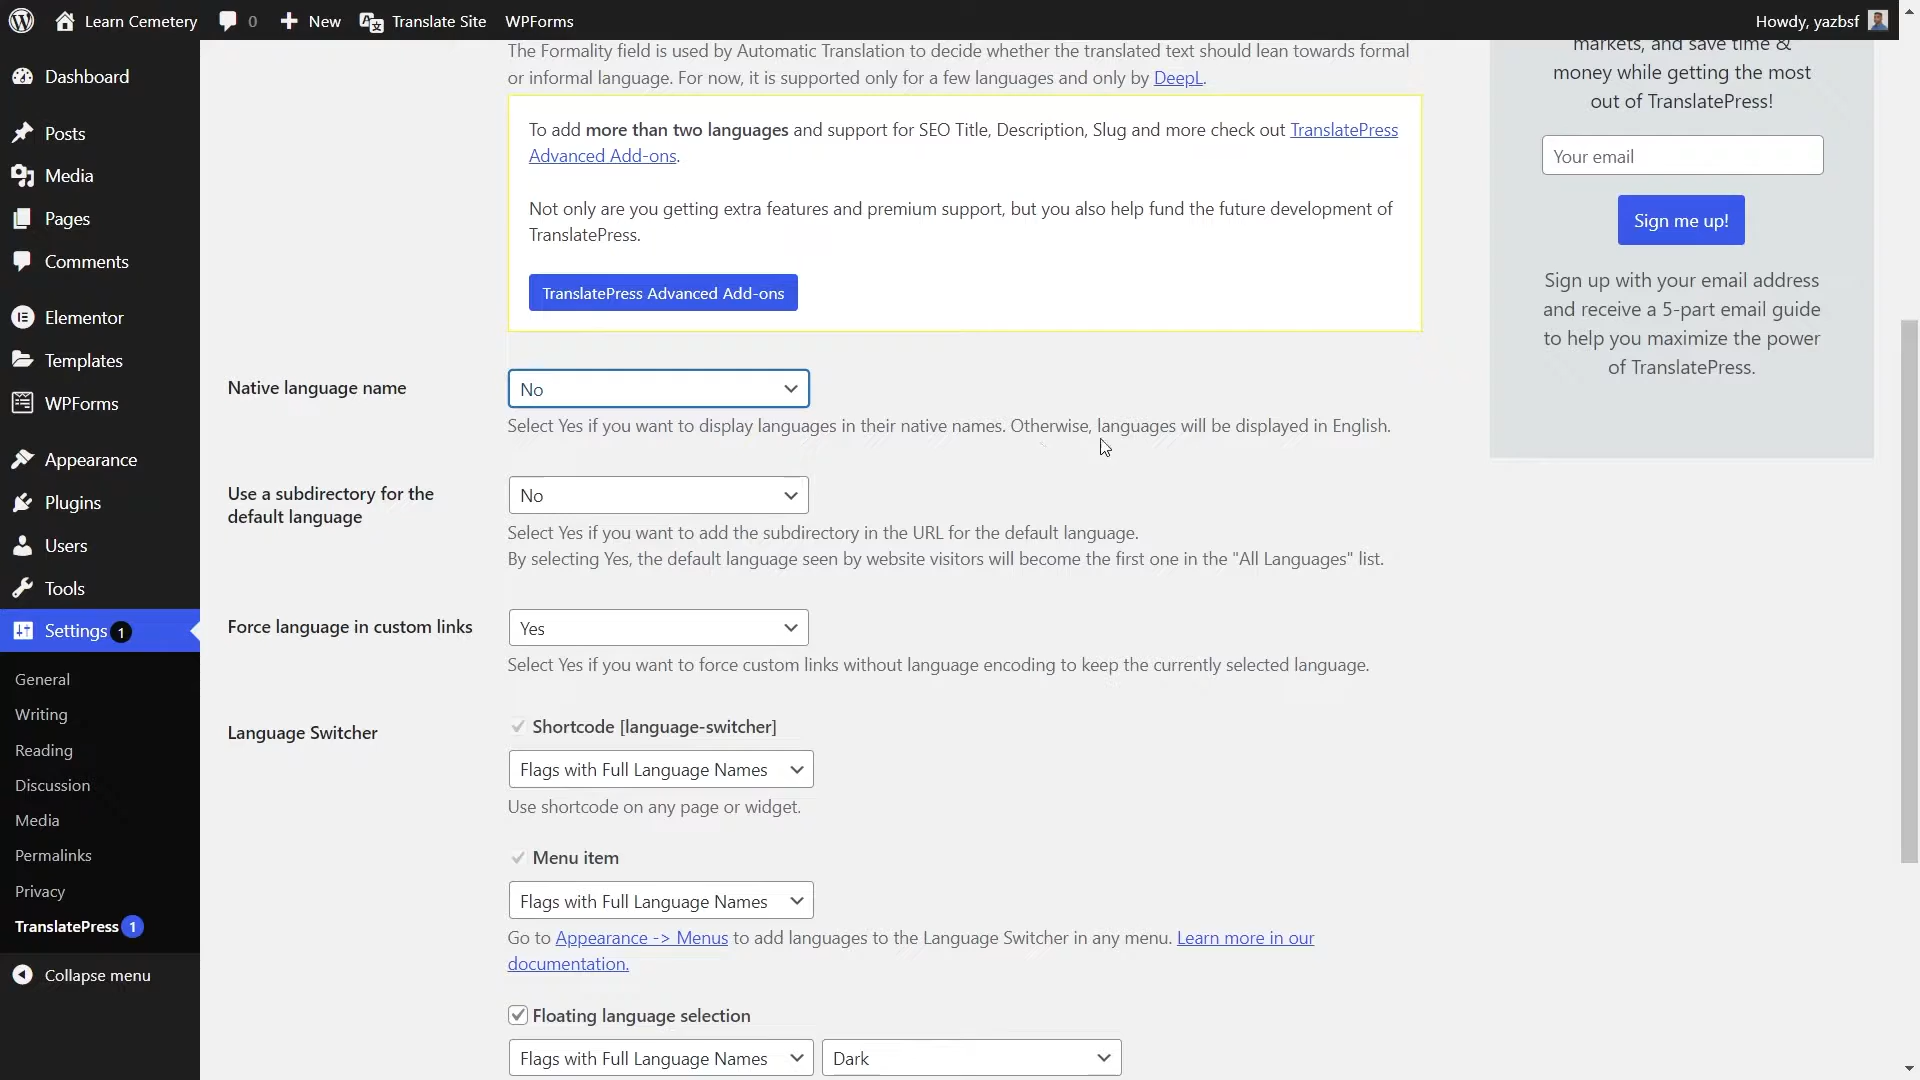 Learn Cemetery
0
New
Translate Site
WPForms
Howdy, yazbsf
Dashboard
Posts
Media
Pages
Comments
Elementor
Templates
WPForms
Appearance
Plugins
Users
Tools
Settings 1
General
Writing
Reading
Discussion
Media
Permalinks
Privacy
TranslatePress 1
Collapse menu
The Formality field is used by Automatic Translation to decide whether the translated text should lean towards formal
or informal language. For now, it is supported only for a few languages and only by DeepL.
To add more than two languages and support for SEO Title, Description, Slug and more check out TranslatePress
Advanced Add-ons.
Not only are you getting extra features and premium support, but you also help fund the future development of
TranslatePress.
TranslatePress Advanced Add-ons
Native language name
No
Select Yes if you want to display languages in their native names. Otherwise, languages will be displayed in English.
Use a subdirectory for the
default language
No
Select Yes if you want to add the subdirectory in the URL for the default language.
By selecting Yes, the default language seen by website visitors will become the first one in the "All Languages" list.
Force language in custom links
Yes
Select Yes if you want to force custom links without language encoding to keep the currently selected language.
Language Switcher
Shortcode [language-switcher]
Flags with Full Language Names
Use shortcode on any page or widget.
Menu item
Flags with Full Language Names
Go to Appearance -> Menus to add languages to the Language Switcher in any menu. Learn more in our
documentation.
Floating language selection
Flags with Full Language Names
Dark
markets, and save time &
money while getting the most
out of TranslatePress!
Your email
Sign me up!
Sign up with your email address
and receive a 5-part email guide
to help you maximize the power
of TranslatePress.